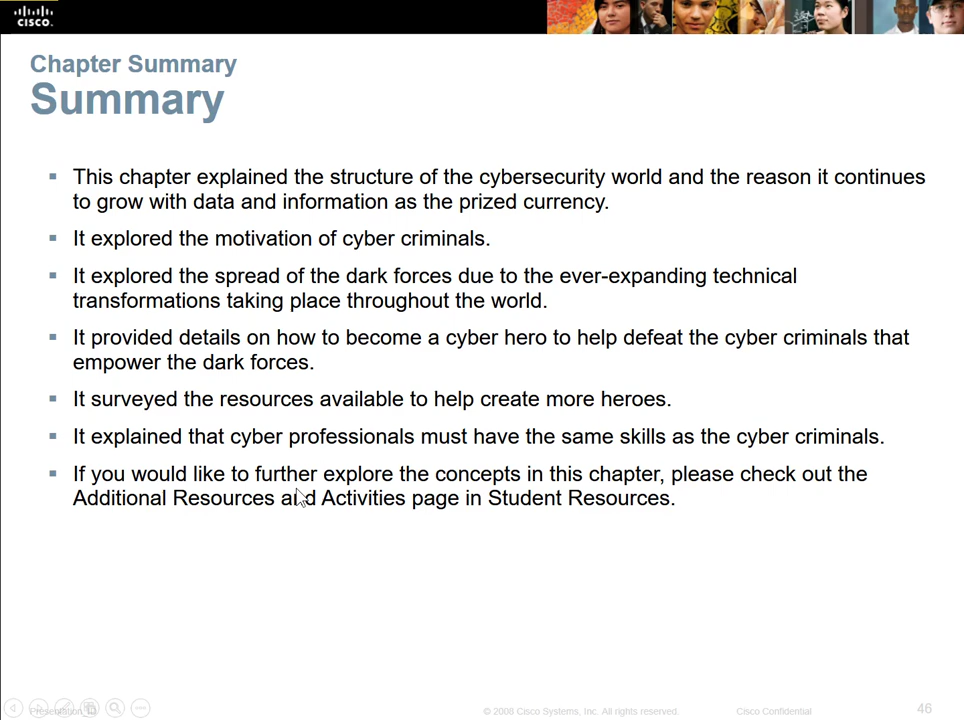 cisco.
Chapter Summary
Summary
This chapter explained the structure of the cybersecurity world and the reason it continues
to grow with data and information as the prized currency.
It explored the motivation of cyber criminals.
It explored the spread of the dark forces due to the ever-expanding technical
transformations taking place throughout the world.
It provided details on how to become a cyber hero to help defeat the cyber criminals that
empower the dark forces.
It surveyed the resources available to help create more heroes.
It explained that cyber professionals must have the same skills as the cyber criminals.
If you would like to further explore the concepts in this chapter, please check out the
Additional Resources and Activities page in Student Resources.
© 2008 Cisco Systems, Inc. All rights reserved.
Cisco Confidential
46